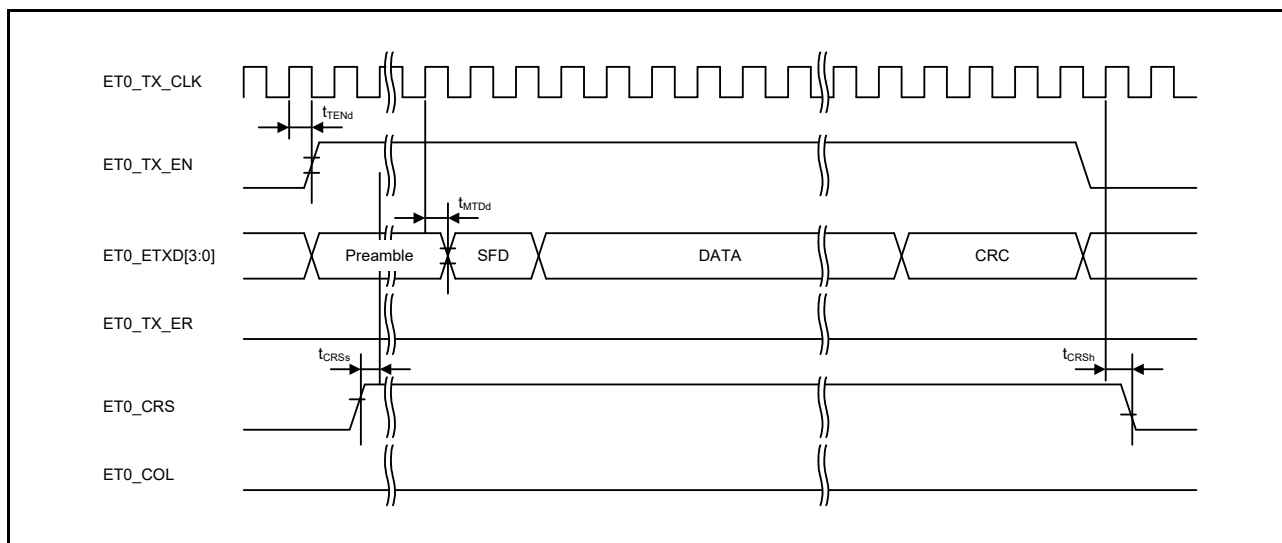 ET0_TX_CLK
tTENd
ET0_TX_EN
tMTDd
ET0_ETXD[3:0]
Preamble
SFD
DATA
CRC
ET0_TX_ER
tCRSs
tCRSh
ET0_CRS
ET0_COL